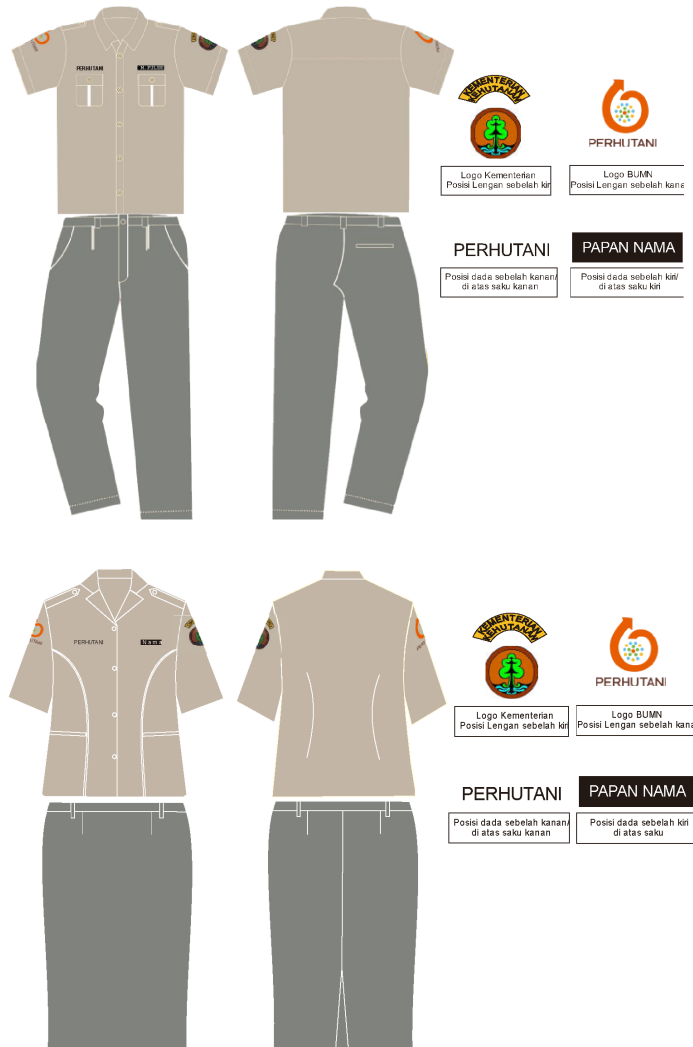 PERHUTANI
KEMENTERIAN
KEHUTANAN
PERHUTANI
Logo Kementerian
Posisi Lengan sebelah kiri
Logo BUMN
Posisi Lengan sebelah kana
PERHUTANI
PAPAN NAMA
Posisi dada sebelah kanan/
di atas saku kanan
Posisi dada sebelah kiri/
di atas saku kiri
PERHUTANI
Nama
KEMENTERIAN
KEHUTANAN
PERHUTANI
Logo Kementerian
Posisi Lengan sebelah kiri
Logo BUMN
Posisi Lengan sebelah kana
PERHUTANI
PAPAN NAMA
Posisi dada sebelah kanan/
di atas saku kanan
Posisi dada sebelah kiri
di atas saku